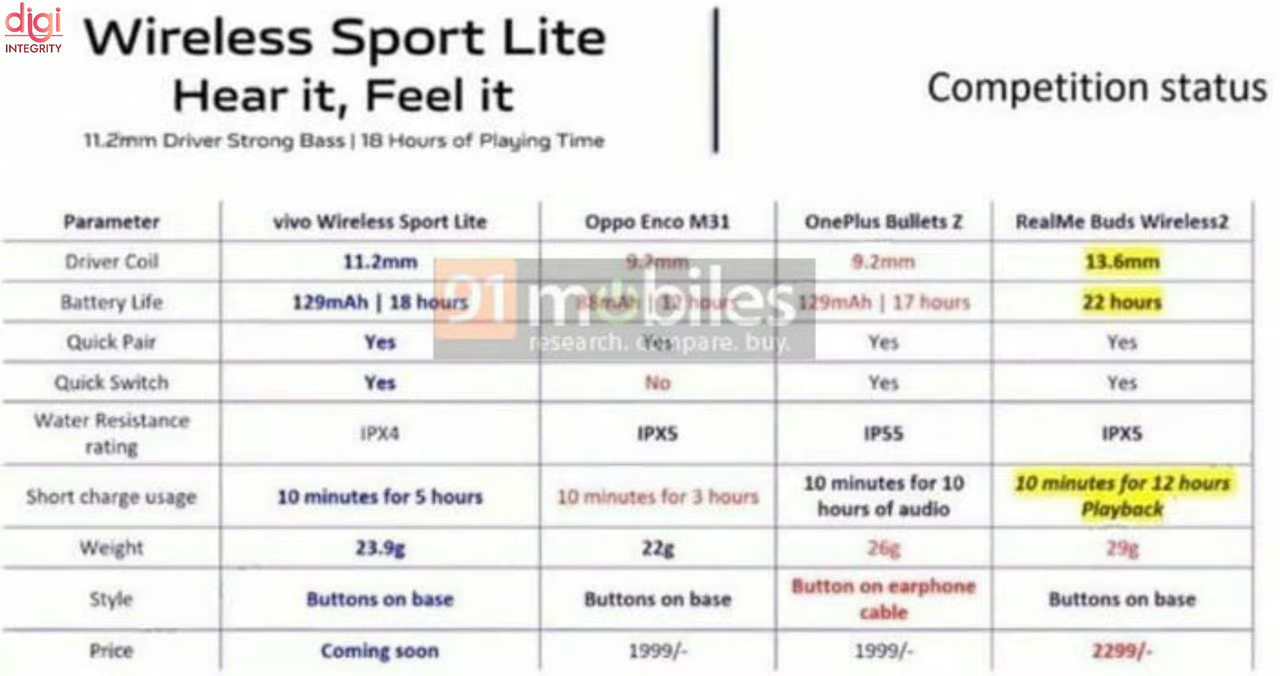 digi
INTEGRITY
Wireless Sport Lite
Hear it, Feel it
11.2mm Driver Strong Bass | 18 Hours of Playing Time
Competition status
Parameter vivo Wireless Sport Lite Oppo Enco M31 OnePlus Bullets Z RealMe Buds Wireless2
Driver Coil 11.2mm 9.2mm 9.2mm 13.6mm
Battery Life 129mAh | 18 hours 88mAh | 12 hours 129mAh | 17 hours 22 hours
91mobiles
research. compare. buy.
Quick Pair Yes Yes Yes Yes
Quick Switch Yes No Yes Yes
Water Resistance
rating IPX4 IPX5 IP55 IPX5
Short charge usage 10 minutes for 5 hours 10 minutes for 3 hours 10 minutes for 10
hours of audio 10 minutes for 12 hours
Playback
Weight 23.9g 22g 26g 29g
Style Buttons on base Buttons on base Button on earphone
cable Buttons on base
Price Coming soon 1999/- 1999/- 2299/-